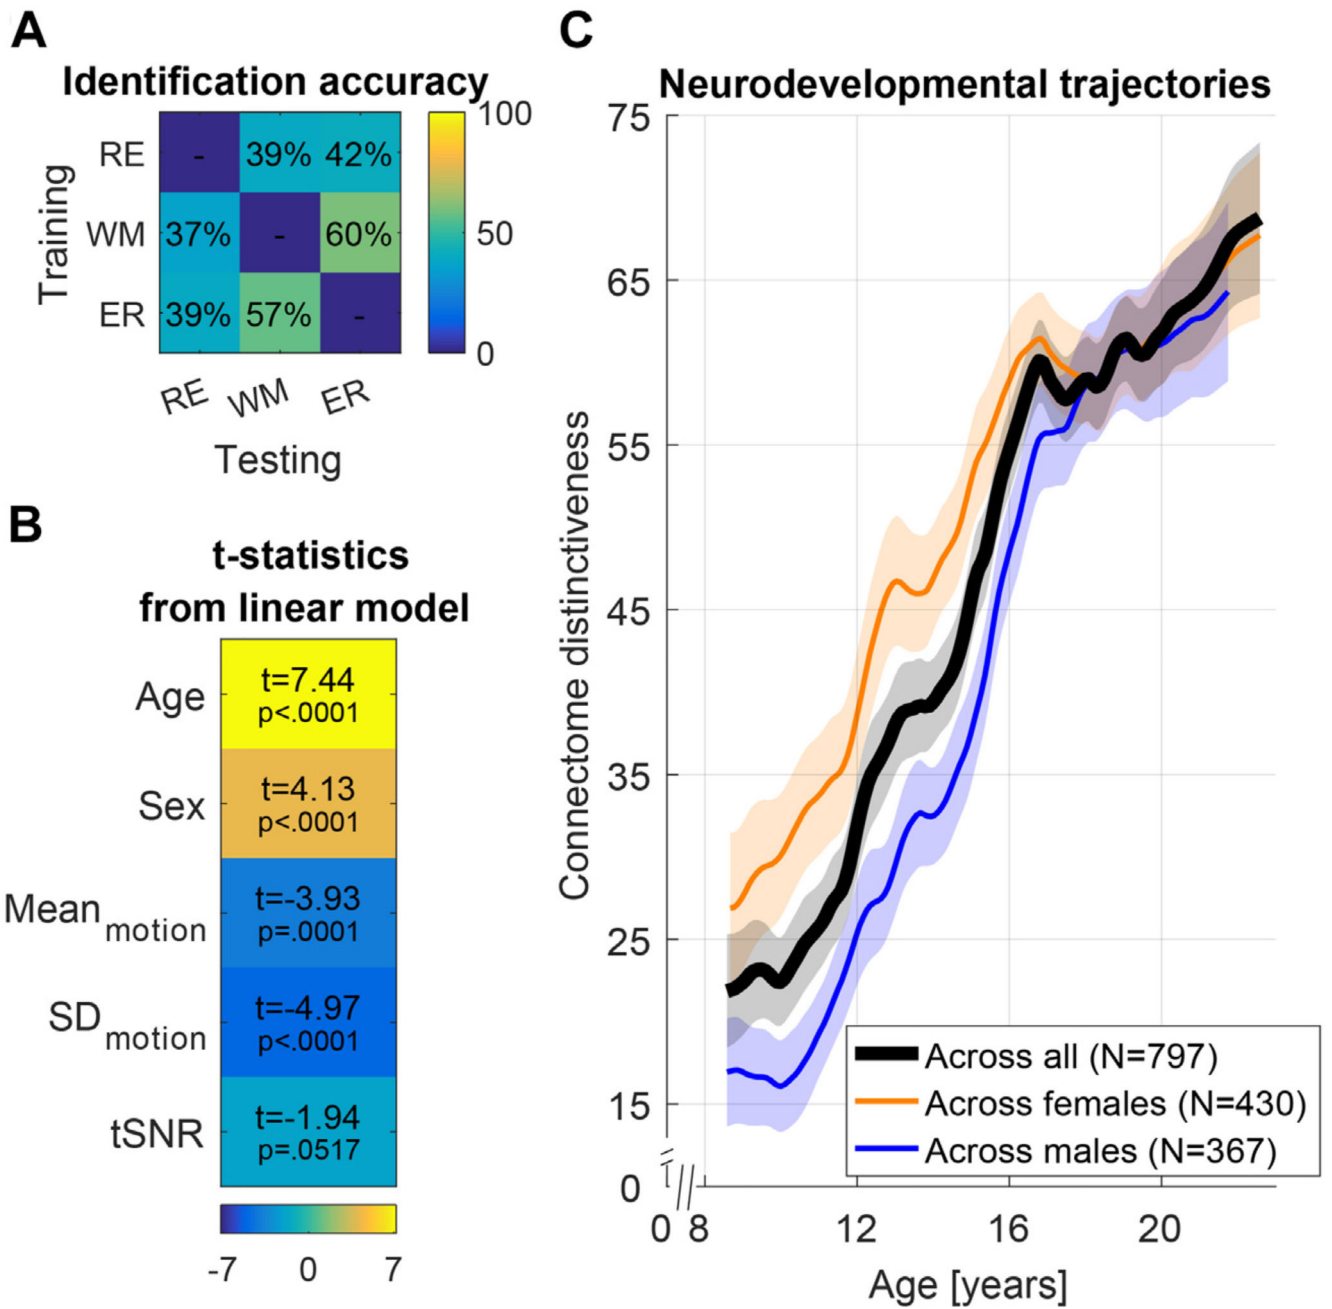 A
Identification accuracy
Training
RE
WM
ER
- 39% 42%
37% - 60%
39% 57% -
RE WM ER
Testing
100
50
0
B
t-statistics
from linear model
Age
t=7.44
p<.0001
Sex
t=4.13
p<.0001
Mean motion
t=-3.93
p=.0001
SD motion
t=-4.97
p<.0001
tSNR
t=-1.94
p=.0517
-7 0 7
C
Neurodevelopmental trajectories
Connectome distinctiveness
75
65
55
45
35
25
15
0
0 8 12 16 20
Age [years]
Across all (N=797)
Across females (N=430)
Across males (N=367)